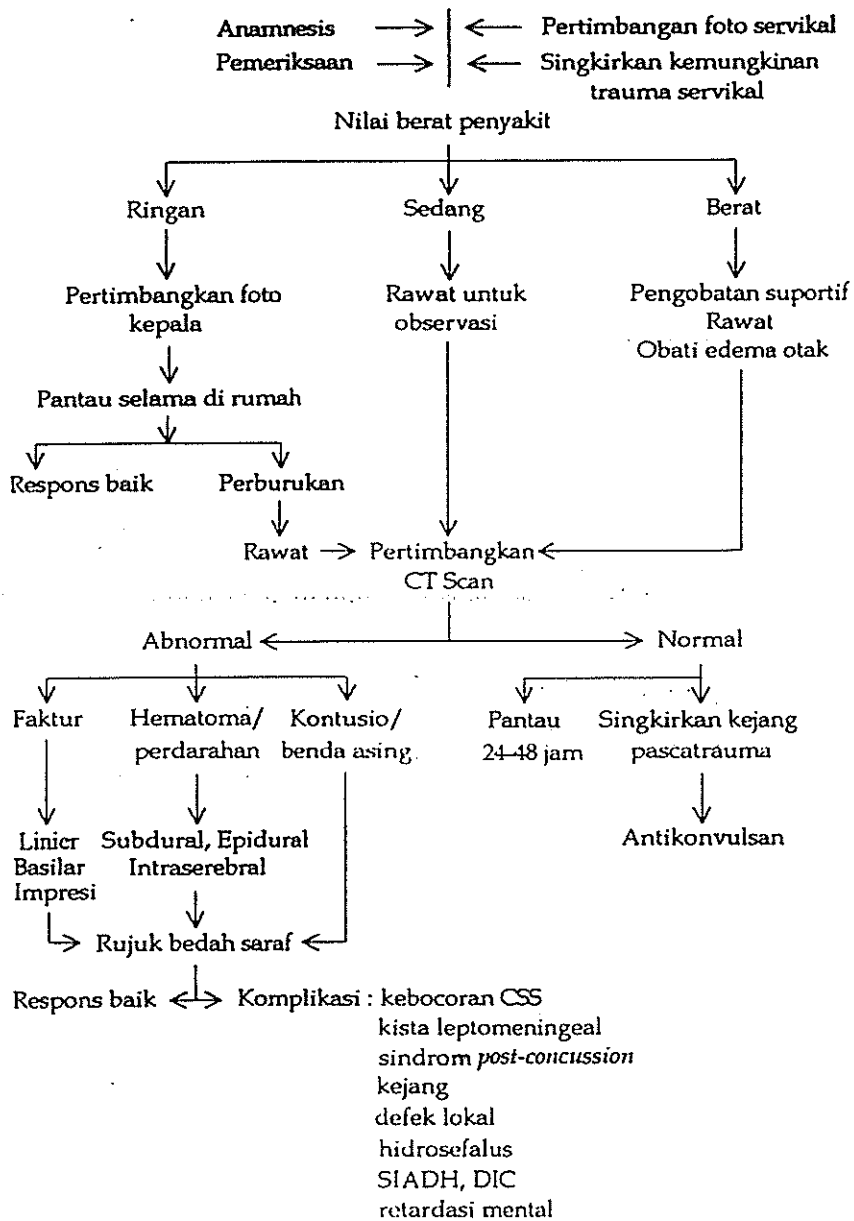 Anamnesis
Pertimbangan foto servikal
Pemeriksaan
Singkirkan kemungkinan
trauma servikal
Nilai berat penyakit
Ringan
Sedang
Berat
Pertimbangkan foto
kepala
Rawat untuk
observasi
Pengobatan suportif
Rawat
Obati edema otak
Pantau selama di rumah
Respons baik
Perburukan
Rawat
Pertimbangkan
CT Scan
Abnormal
Normal
Faktur
Hematoma/
perdarahan
Kontusio/
benda asing
Pantau
24–48 jam
Singkirkan kejang
pascatrauma
Linier
Basilar
Impresi
Subdural, Epidural
Intraserebral
Antikonvulsan
Rujuk bedah saraf
Respons baik
Komplikasi : kebocoran CSS
kista leptomeningeal
sindrom post-concussion
kejang
defek lokal
hidrosefalus
SIADH, DIC
retardasi mental